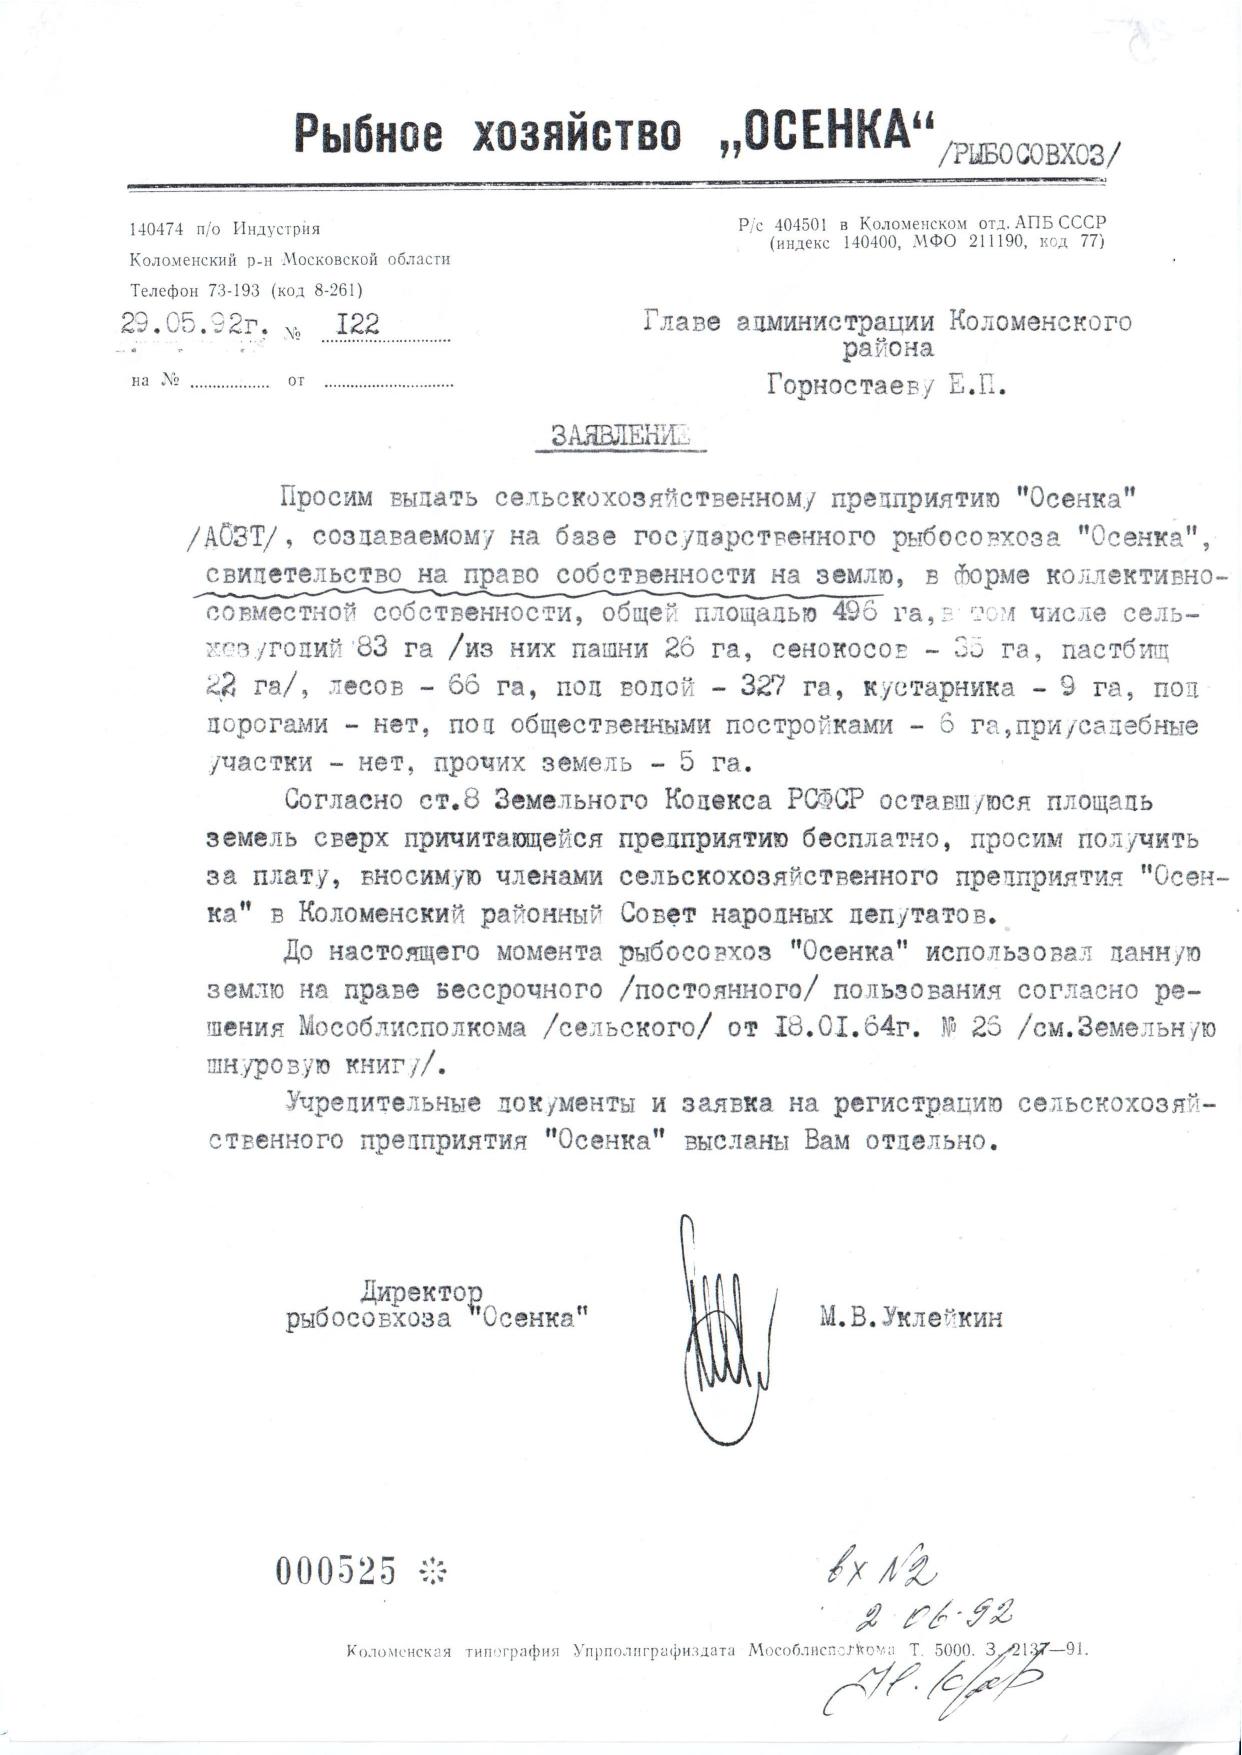 Рыбное хозяйство „ОСЕНКА“ /РЫБОСОВХОЗ/
140474 п/о Индустрия
Коломенский р-н Московской области
Телефон 73-193 (код 8-261)
Р/с 404501 в Коломенском отд. АПБ СССР
(индекс 140400, МФО 211190, код 77)
29.05.92г. № I22
на № от
Главе администрации Коломенского
района
Горностаеву Е.П.
ЗАЯВЛЕНИЕ
Просим выдать сельскохозяйственному предприятию "Осенка"
/АОЗТ/, создаваемому на базе государственного рыбосовхоза "Осенка",
свидетельство на право собственности на землю, в форме коллективно-
совместной собственности, общей площадью 496 га, в том числе сель-
хозугодий 83 га /из них пашни 26 га, сенокосов - 35 га, пастбищ
22 га/, лесов - 66 га, под водой - 327 га, кустарника - 9 га, под
дорогами - нет, под общественными постройками - 6 га,приусадебные
участки - нет, прочих земель - 5 га.
Согласно ст.8 Земельного Кодекса РСФСР оставшуюся площадь
земель сверх причитающейся предприятию бесплатно, просим получить
за плату, вносимую членами сельскохозяйственного предприятия "Осен-
ка" в Коломенский районный Совет народных депутатов.
До настоящего момента рыбосовхоз "Осенка" использовал данную
землю на праве бессрочного /постоянного/ пользования согласно ре-
шения Мособлисполкома /сельского/ от I8.0I.64г. № 26 /см.Земельную
шнуровую книгу/.
Учредительные документы и заявка на регистрацию сельскохозяй-
ственного предприятия "Осенка" высланы Вам отдельно.
Директор
рыбосовхоза "Осенка"
М.В.Уклейкин
000525 *
вх N2
2 06.92
Коломенская типография Упрполиграфиздата Мособлисполкома Т. 5000. З. 2137—91.